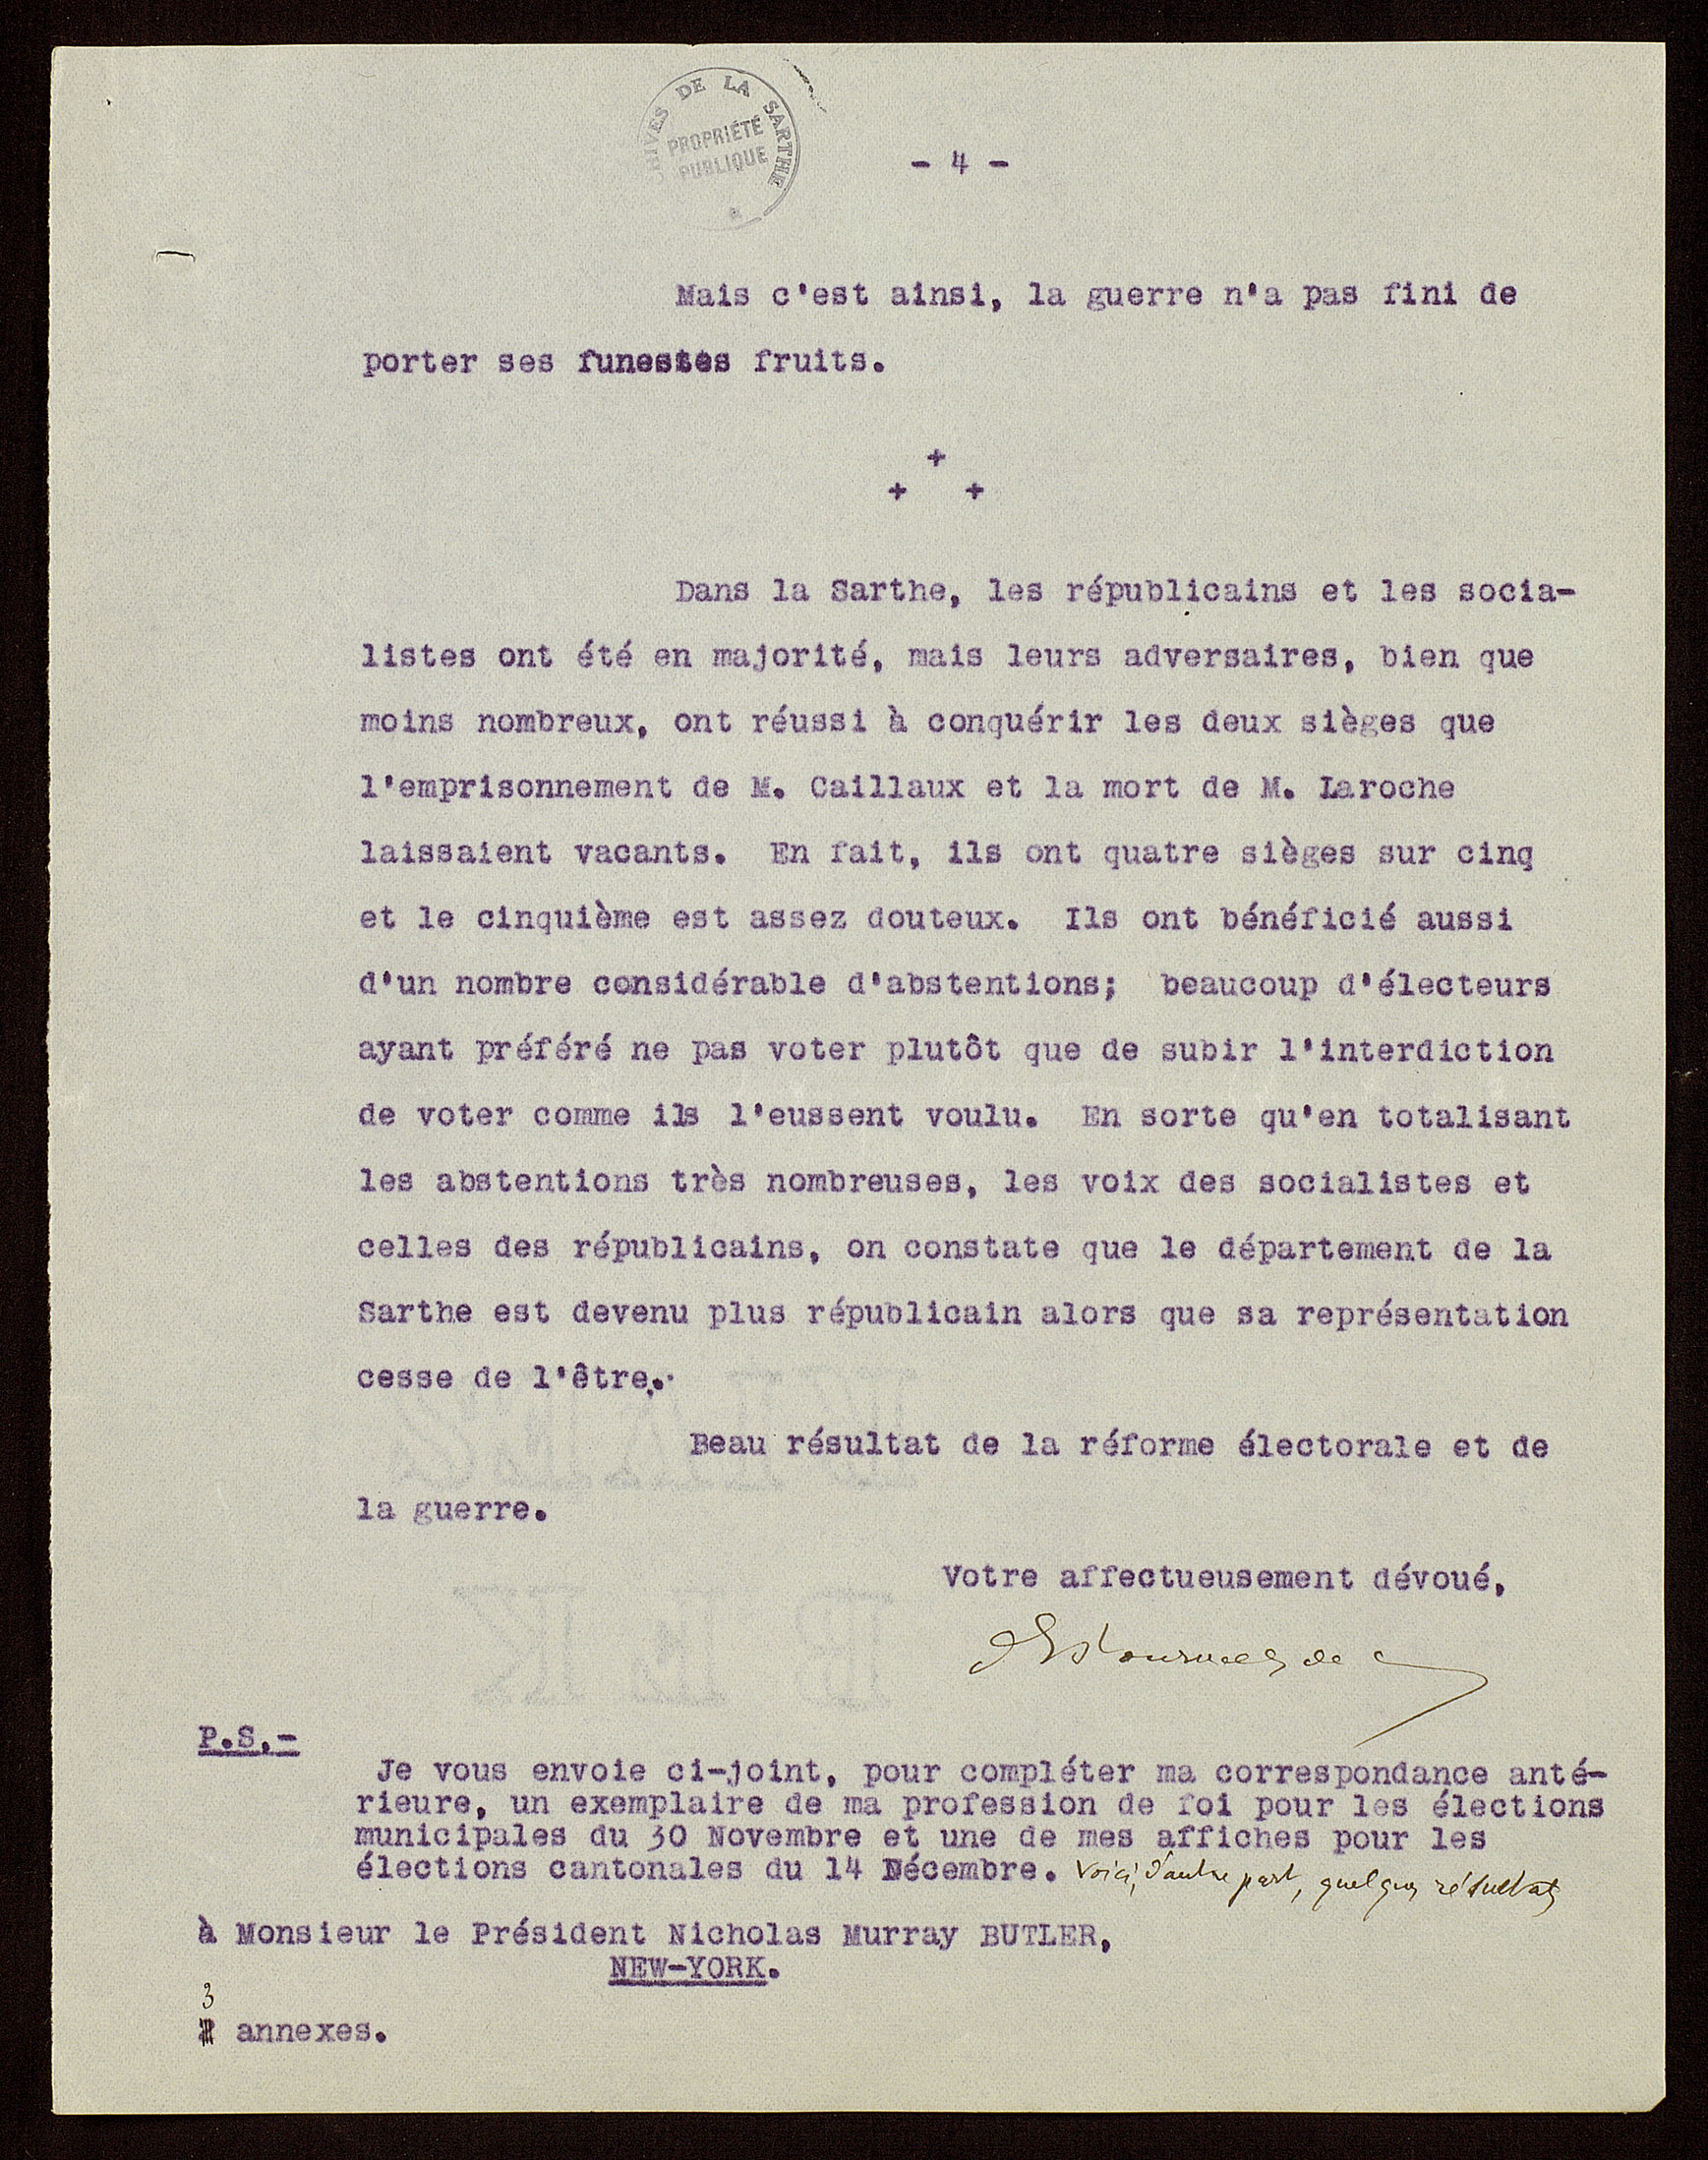 ARCHIVES DE LA SARTHE
PROPRIÉTÉ
PUBLIQUE
- 4 -
Mais c'est ainsi, la guerre n'a pas fini de
porter ses funestes fruits.
+
+ +
Dans la Sarthe, les républicains et les socia-
listes ont été en majorité, mais leurs adversaires, bien que
moins nombreux, ont réussi à conquérir les deux sièges que
l'emprisonnement de M. Caillaux et la mort de M. Laroche
laissaient vacants. En fait, ils ont quatre sièges sur cinq
et le cinquième est assez douteux. Ils ont bénéficié aussi
d'un nombre considérable d'abstentions; beaucoup d'électeurs
ayant préféré ne pas voter plutôt que de subir l'interdiction
de voter comme ils l'eussent voulu. En sorte qu'en totalisant
les abstentions très nombreuses, les voix des socialistes et
celles des républicains, on constate que le département de la
Sarthe est devenu plus républicain alors que sa représentation
cesse de l'être.
Beau résultat de la réforme électorale et de
la guerre.
Votre affectueusement dévoué,
d'Estournelles de C
P.S.-
Je vous envoie ci-joint, pour compléter ma correspondance anté-
rieure, un exemplaire de ma profession de foi pour les élections
municipales du 30 Novembre et une de mes affiches pour les
élections cantonales du 14 Décembre. Voici, d'autre part, quelques résultats
à Monsieur le Président Nicholas Murray BUTLER,
NEW-YORK.
3
annexes.